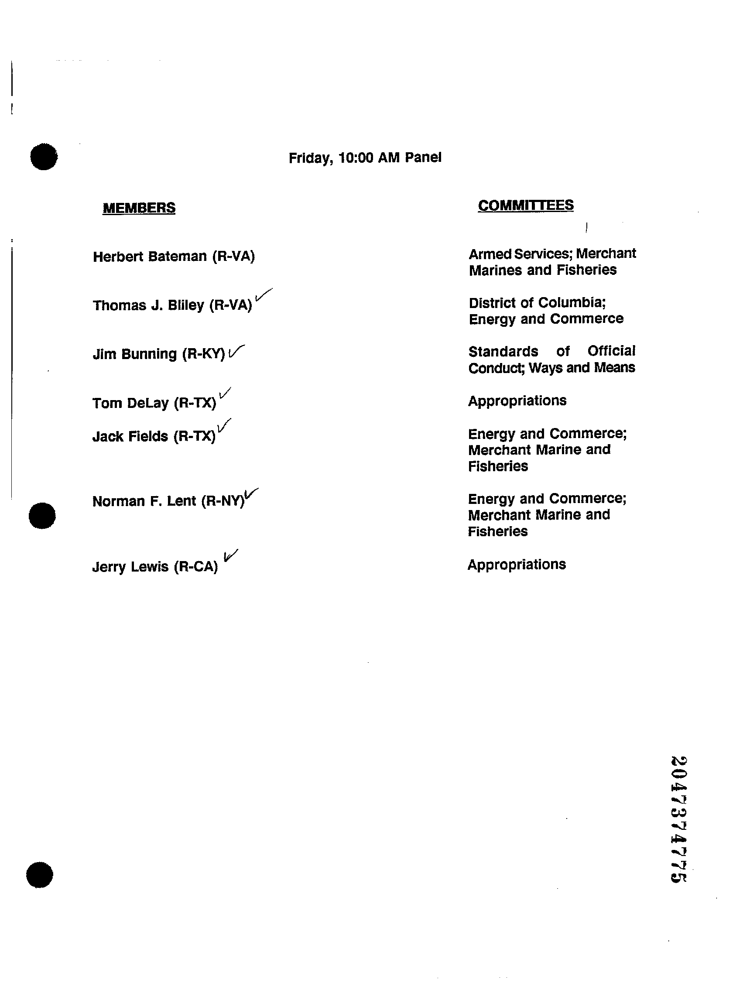 Friday, 10:00 AM Panel
MEMBERS
COMMITTEES
Herbert Bateman (R-VA)
Armed Services; Merchant
Marines and Fisheries
Thomas J. Bliley (R-VA) ✓
District of Columbia;
Energy and Commerce
Jim Bunning (R-KY) ✓
Standards of Official
Conduct; Ways and Means
Tom DeLay (R-TX) ✓
Appropriations
Jack Fields (R-TX) ✓
Energy and Commerce;
Merchant Marine and
Fisheries
Norman F. Lent (R-NY) ✓
Energy and Commerce;
Merchant Marine and
Fisheries
Jerry Lewis (R-CA) ✓
Appropriations
2047374775